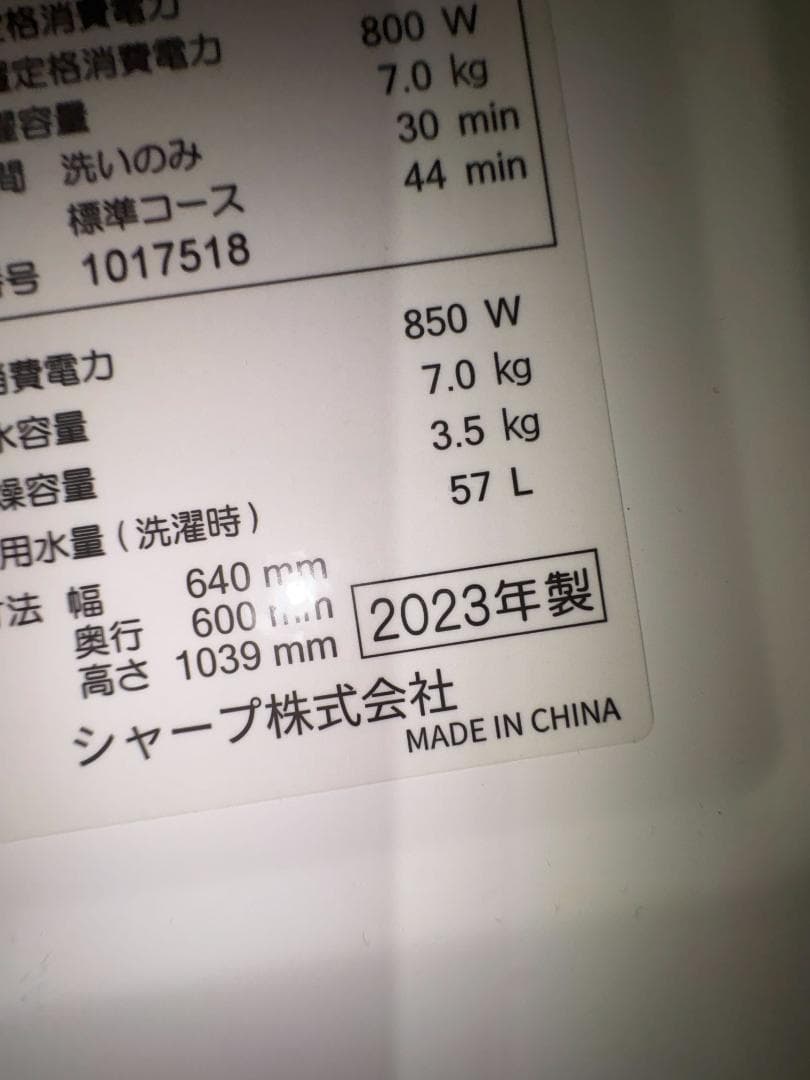 定格消費電力
定格消費電力 800 W
容量 7.0 kg
洗いのみ 30 min
標準コース 44 min
号 1017518
費電力 850 W
水容量 7.0 kg
燥容量 3.5 kg
用水量(洗濯時) 57 L
法 幅 640 mm
奥行 600 mm
高さ 1039 mm
2023年製
シャープ株式会社
MADE IN CHINA